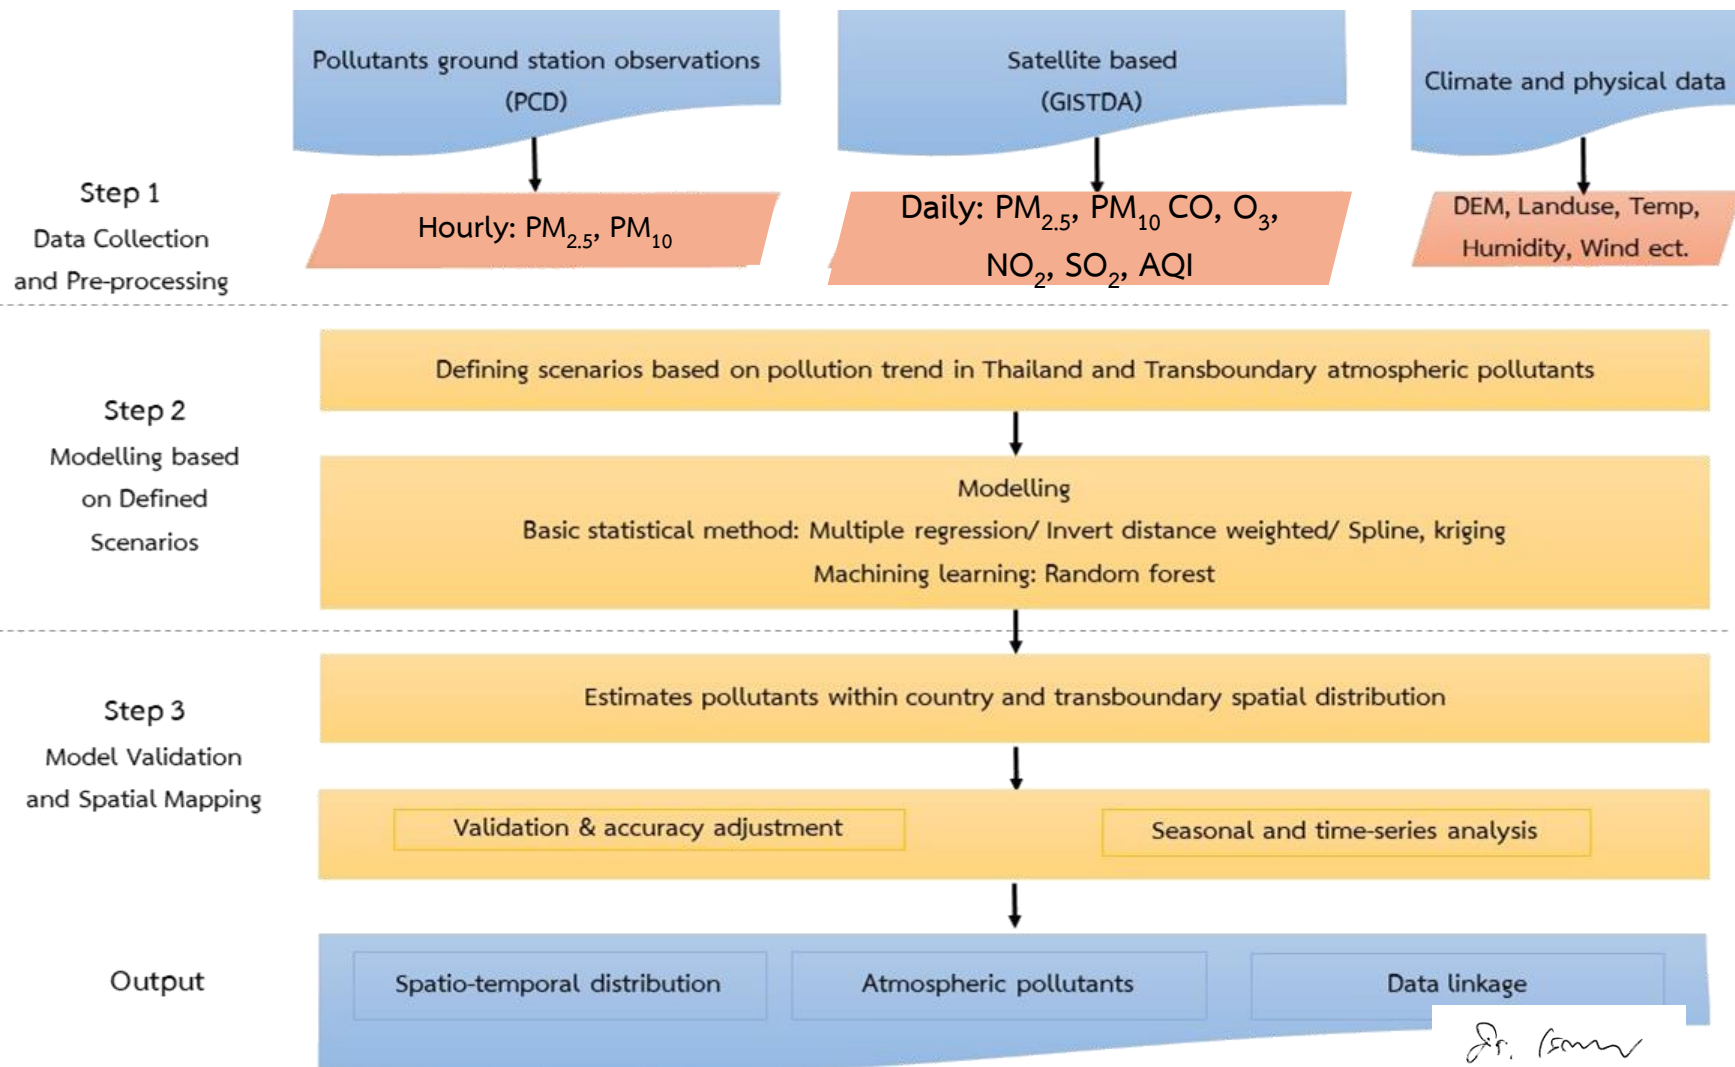 Pollutants ground station observations
(PCD)
Satellite based
(GISTDA)
Climate and physical data
Step 1
Data Collection
and Pre-processing
Hourly: PM2.5, PM10
Daily: PM2.5, PM10 CO, O3,
NO2, SO2, AQI
DEM, Landuse, Temp,
Humidity, Wind ect.
Step 2
Modelling based
on Defined
Scenarios
Defining scenarios based on pollution trend in Thailand and Transboundary atmospheric pollutants
Modelling
Basic statistical method: Multiple regression/ Invert distance weighted/ Spline, kriging
Machining learning: Random forest
Step 3
Model Validation
and Spatial Mapping
Estimates pollutants within country and transboundary spatial distribution
Validation & accuracy adjustment
Seasonal and time-series analysis
Output
Spatio-temporal distribution
Atmospheric pollutants
Data linkage